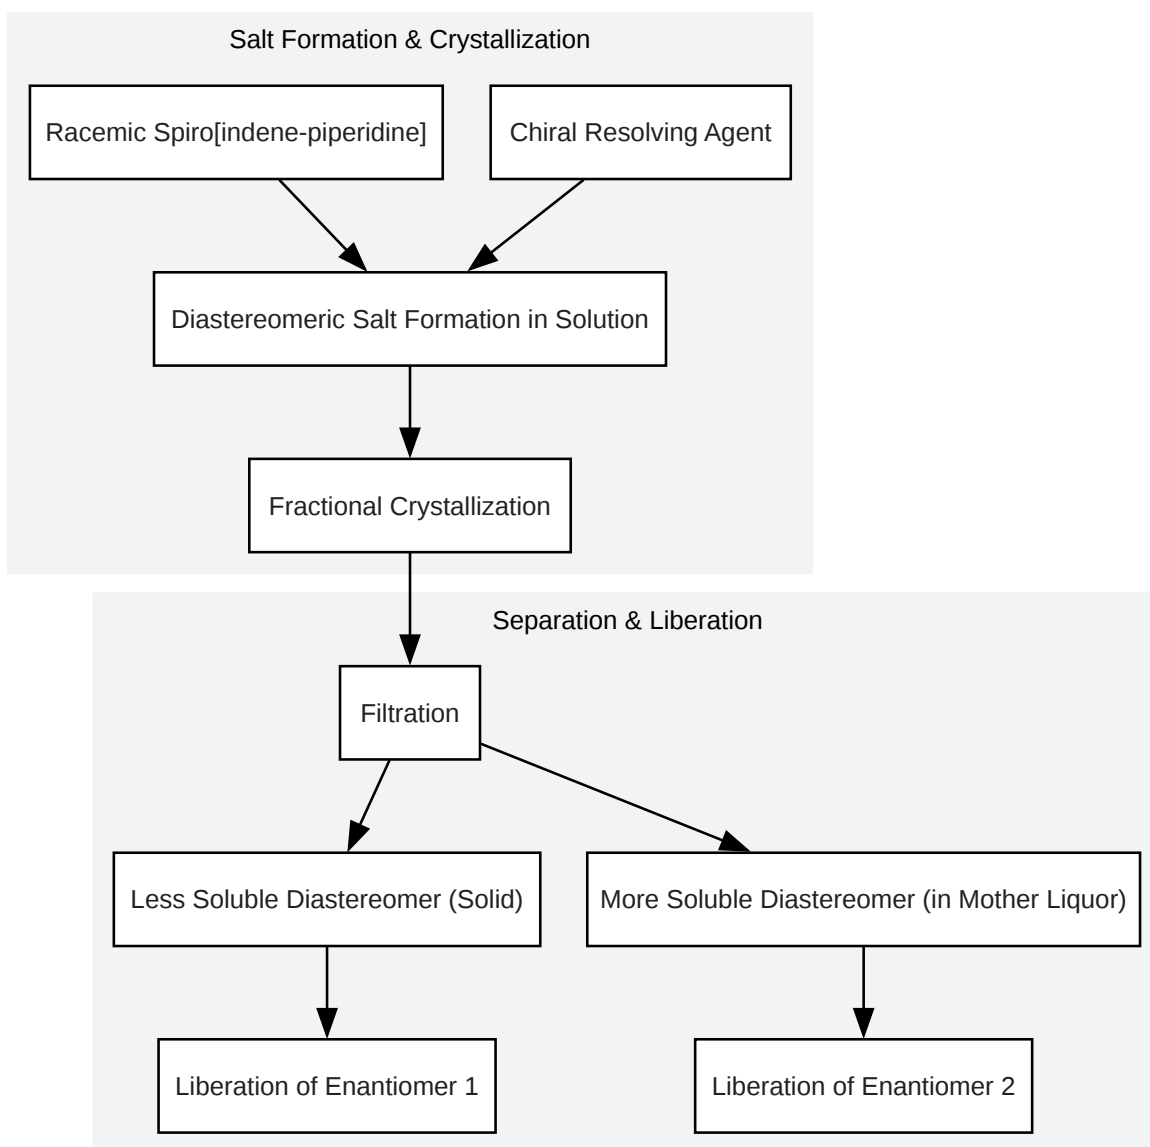 Salt Formation & Crystallization
Racemic Spiro[indene-piperidine]
Chiral Resolving Agent
Diastereomeric Salt Formation in Solution
Fractional Crystallization
Separation & Liberation
Filtration
Less Soluble Diastereomer (Solid)
More Soluble Diastereomer (in Mother Liquor)
Liberation of Enantiomer 1
Liberation of Enantiomer 2